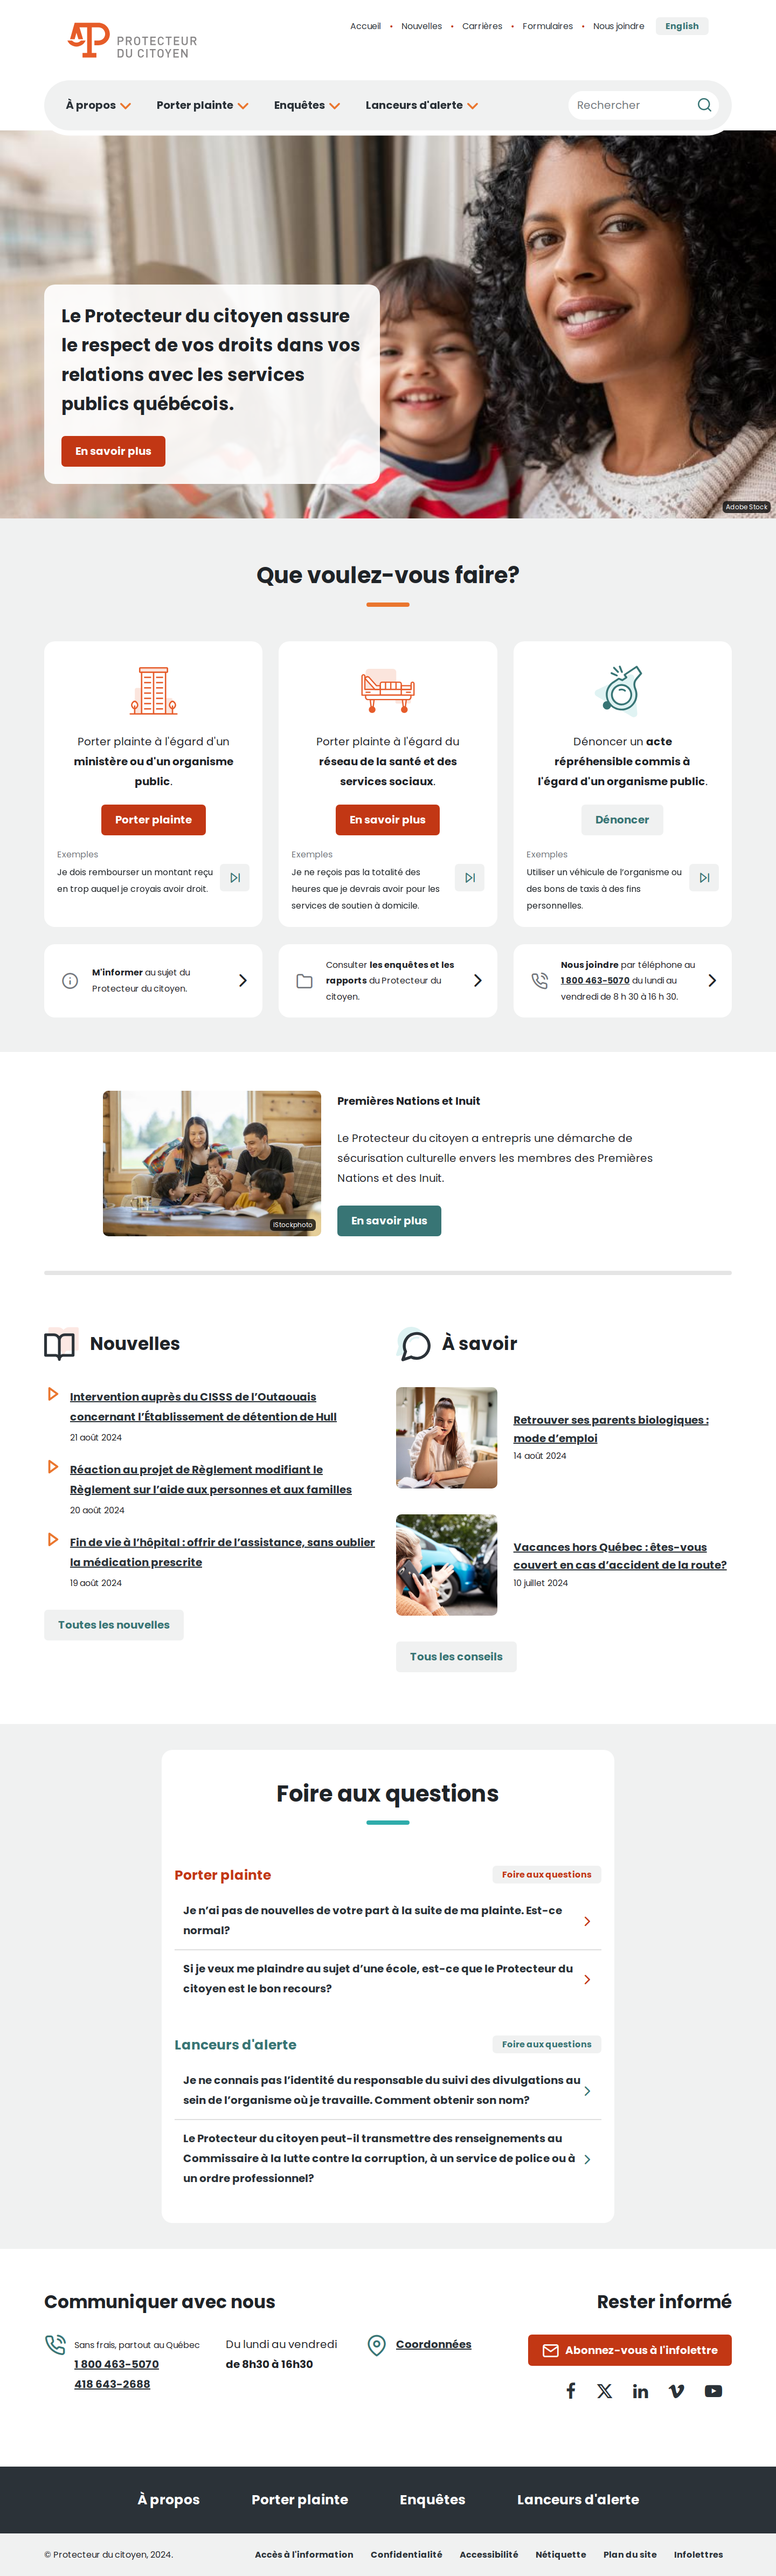 PROTECTEUR
DU CITOYEN
Accueil • Nouvelles • Carrières • Formulaires • Nous joindre English
À propos Porter plainte Enquêtes Lanceurs d'alerte Rechercher
Le Protecteur du citoyen assure
le respect de vos droits dans vos
relations avec les services
publics québécois.
En savoir plus
Adobe Stock
Que voulez-vous faire?
Porter plainte à l'égard d'un
ministère ou d'un organisme
public.
Porter plainte
Exemples
Je dois rembourser un montant reçu
en trop auquel je croyais avoir droit.
Porter plainte à l'égard du
réseau de la santé et des
services sociaux.
En savoir plus
Exemples
Je ne reçois pas la totalité des
heures que je devrais avoir pour les
services de soutien à domicile.
Dénoncer un acte
répréhensible commis à
l'égard d'un organisme public.
Dénoncer
Exemples
Utiliser un véhicule de l’organisme ou
des bons de taxis à des fins
personnelles.
M'informer au sujet du
Protecteur du citoyen.
Consulter les enquêtes et les
rapports du Protecteur du
citoyen.
Nous joindre par téléphone au
1 800 463-5070 du lundi au
vendredi de 8 h 30 à 16 h 30.
iStockphoto
Premières Nations et Inuit
Le Protecteur du citoyen a entrepris une démarche de
sécurisation culturelle envers les membres des Premières
Nations et des Inuit.
En savoir plus
Nouvelles
Intervention auprès du CISSS de l’Outaouais
concernant l’Établissement de détention de Hull
21 août 2024
Réaction au projet de Règlement modifiant le
Règlement sur l’aide aux personnes et aux familles
20 août 2024
Fin de vie à l’hôpital : offrir de l’assistance, sans oublier
la médication prescrite
19 août 2024
Toutes les nouvelles
À savoir
Retrouver ses parents biologiques :
mode d’emploi
14 août 2024
Vacances hors Québec : êtes-vous
couvert en cas d’accident de la route?
10 juillet 2024
Tous les conseils
Foire aux questions
Porter plainte Foire aux questions
Je n’ai pas de nouvelles de votre part à la suite de ma plainte. Est-ce
normal?
Si je veux me plaindre au sujet d’une école, est-ce que le Protecteur du
citoyen est le bon recours?
Lanceurs d'alerte Foire aux questions
Je ne connais pas l’identité du responsable du suivi des divulgations au
sein de l’organisme où je travaille. Comment obtenir son nom?
Le Protecteur du citoyen peut-il transmettre des renseignements au
Commissaire à la lutte contre la corruption, à un service de police ou à
un ordre professionnel?
Communiquer avec nous
Sans frais, partout au Québec
1 800 463-5070
418 643-2688
Du lundi au vendredi
de 8h30 à 16h30
Coordonnées
Rester informé
Abonnez-vous à l'infolettre
À propos Porter plainte Enquêtes Lanceurs d'alerte
© Protecteur du citoyen, 2024. Accès à l'information Confidentialité Accessibilité Nétiquette Plan du site Infolettres